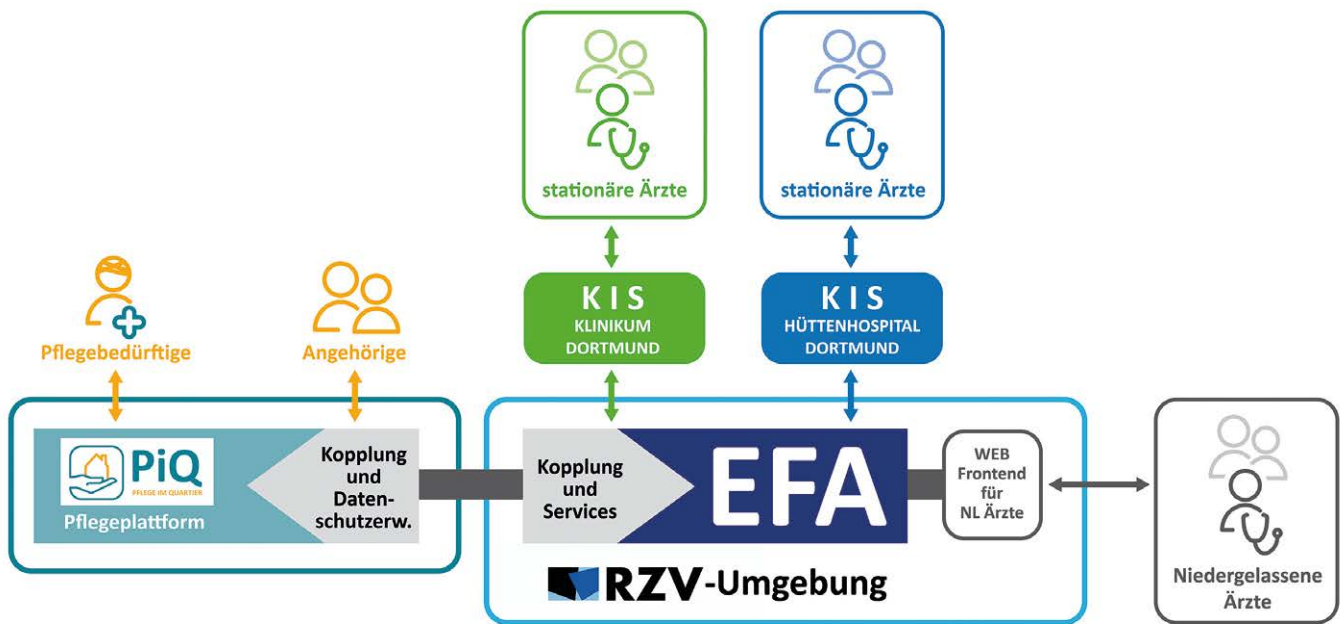 stationäre Ärzte
stationäre Ärzte
K I S
KLINIKUM
DORTMUND
K I S
HÜTTENHOSPITAL
DORTMUND
Pflegebedürftige
Angehörige
PiQ
PFLEGE IM QUARTIER
Pflegeplattform
Kopplung
und
Daten-
schutzerw.
Kopplung
und
Services
EFA
WEB
Frontend
für
NL Ärzte
RZV-Umgebung
Niedergelassene
Ärzte